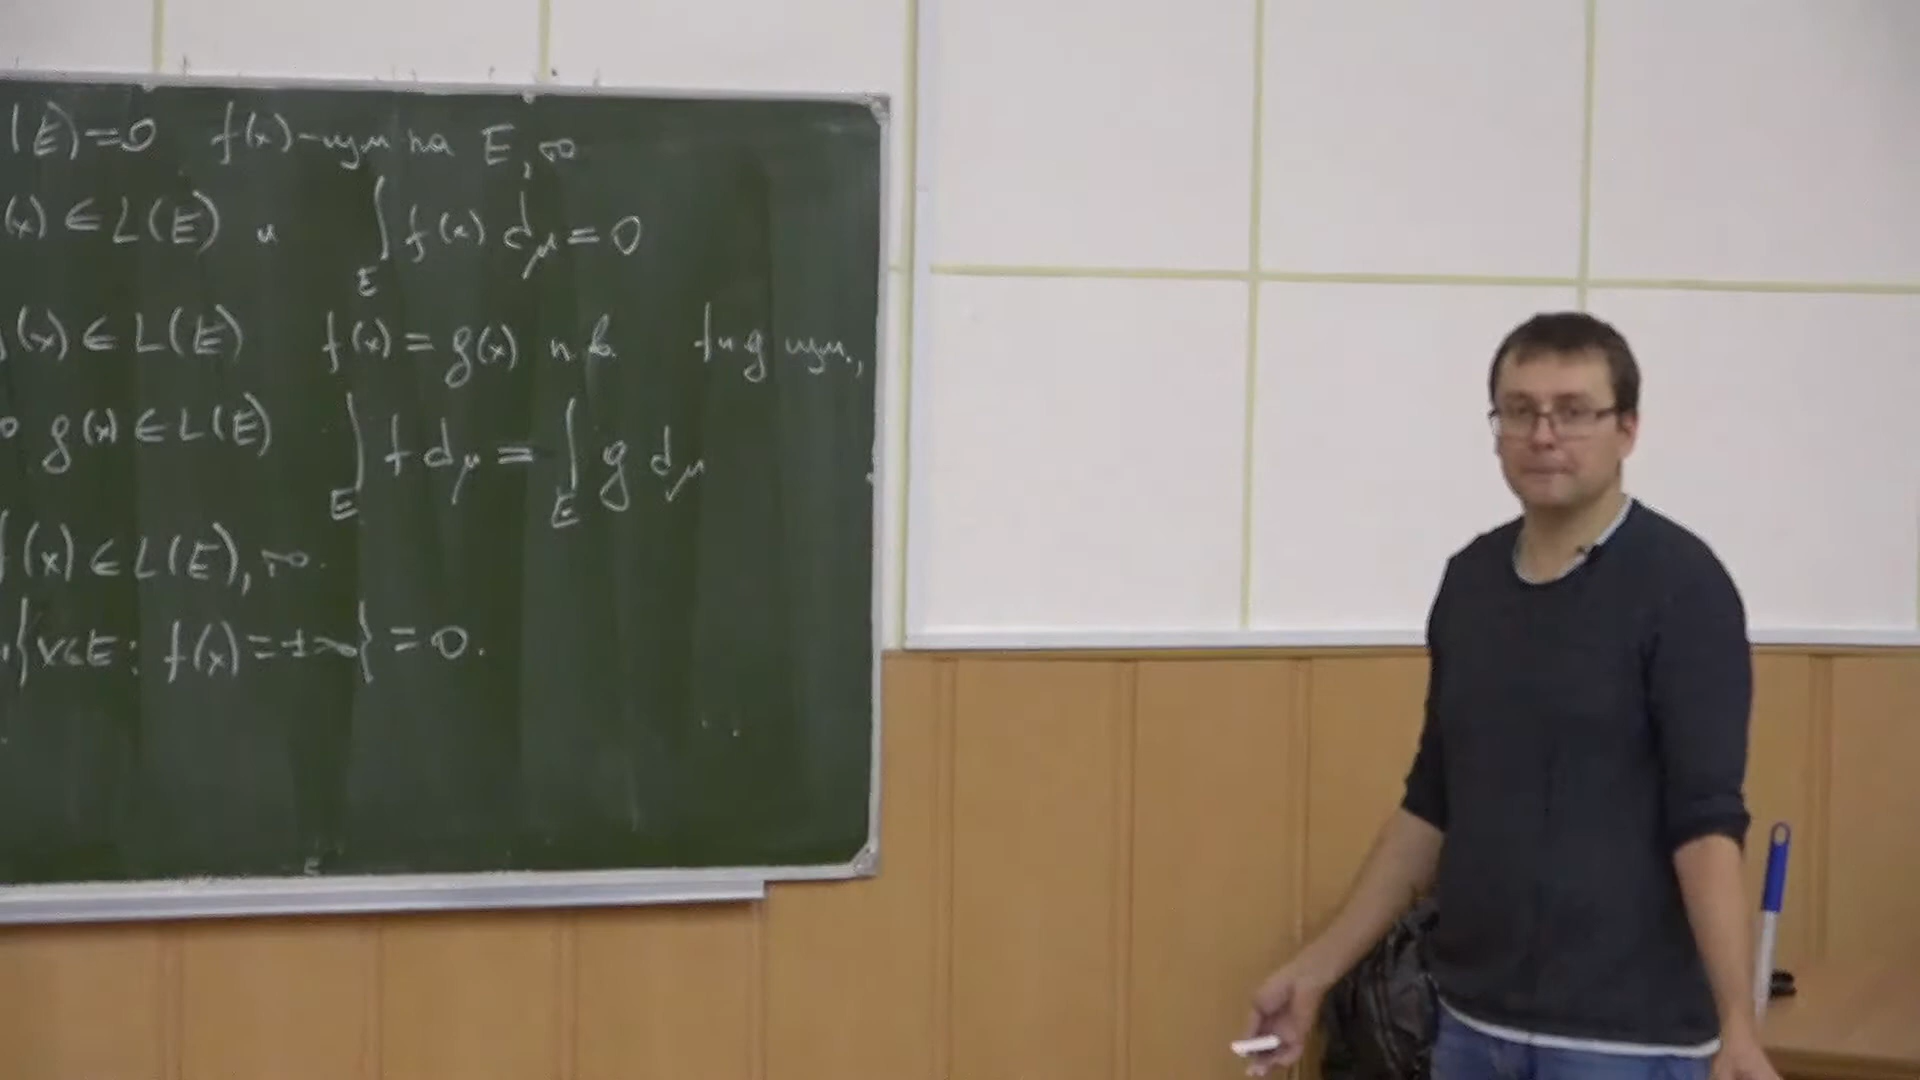 (E)=0 f(x)-изм на E, то
(x) ∈ L(E) и ∫_E f(x) dμ = 0
(x) ∈ L(E) f(x) = g(x) п.в. f и g изм.,
о g(x) ∈ L(E) ∫_E f dμ = ∫_E g dμ
f(x) ∈ L(E), то
{x∈E: f(x)=±∞} = 0.